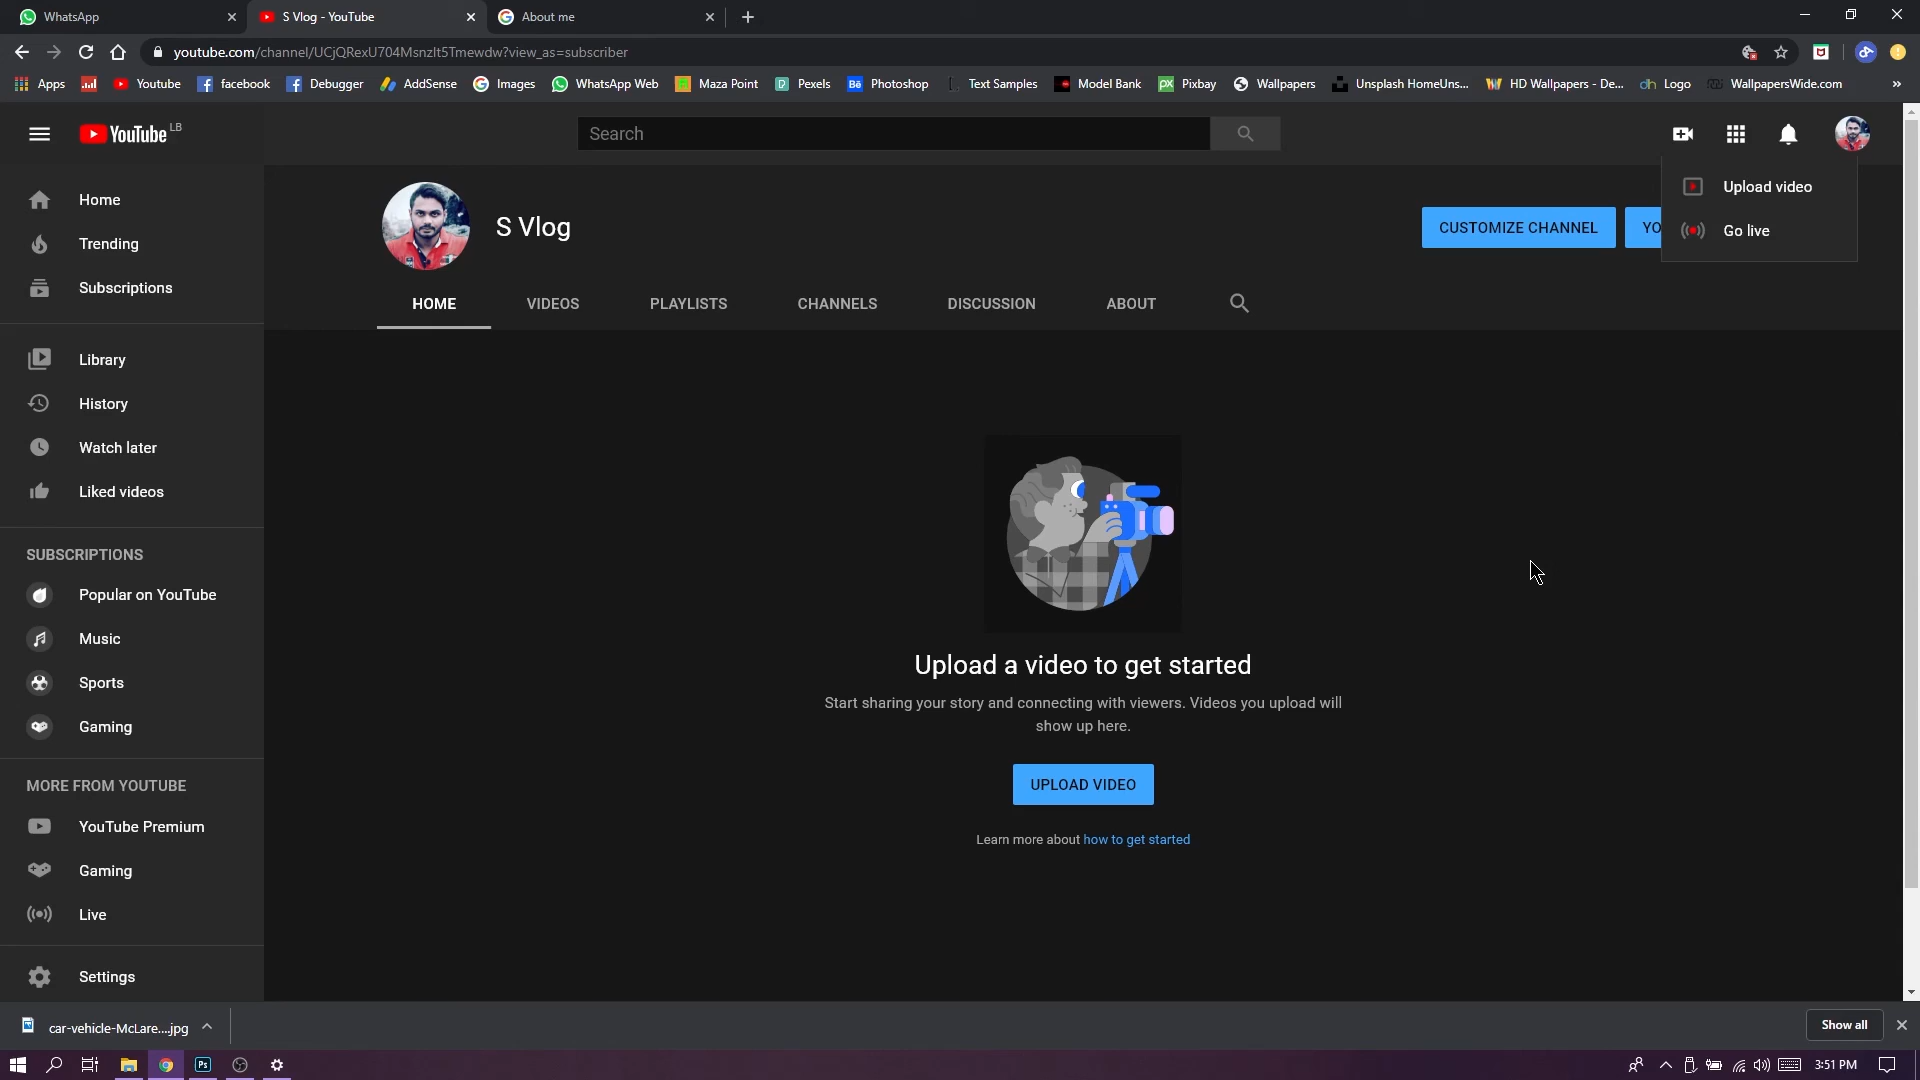 WhatsApp
S Vlog - YouTube
About me
youtube.com/channel/UCjQRexU704Msnzlt5Tmewdw?view_as=subscriber
Apps
Youtube
facebook
Debugger
AddSense
Images
WhatsApp Web
Maza Point
Pexels
Photoshop
Text Samples
Model Bank
Pixbay
Wallpapers
Unsplash HomeUns...
HD Wallpapers - De...
Logo
WallpapersWide.com
YouTube LB
Search
Upload video
Go live
S Vlog
CUSTOMIZE CHANNEL
YO
HOME
VIDEOS
PLAYLISTS
CHANNELS
DISCUSSION
ABOUT
Home
Trending
Subscriptions
Library
History
Watch later
Liked videos
SUBSCRIPTIONS
Popular on YouTube
Music
Sports
Gaming
MORE FROM YOUTUBE
YouTube Premium
Gaming
Live
Settings
Upload a video to get started
Start sharing your story and connecting with viewers. Videos you upload will
show up here.
UPLOAD VIDEO
Learn more about how to get started
car-vehicle-McLare....jpg
Show all
Ps
3:51 PM